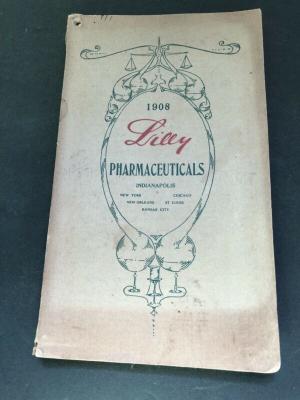 1908
Lilly
PHARMACEUTICALS
INDIANAPOLIS
NEW YORK CHICAGO
NEW ORLEANS ST LOUIS
KANSAS CITY